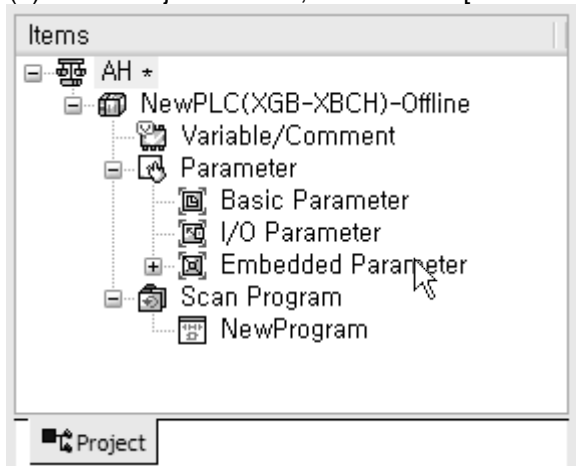 Items
AH *
NewPLC(XGB-XBCH)-Offline
Variable/Comment
Parameter
Basic Parameter
I/O Parameter
Embedded Parameter
Scan Program
NewProgram
Project